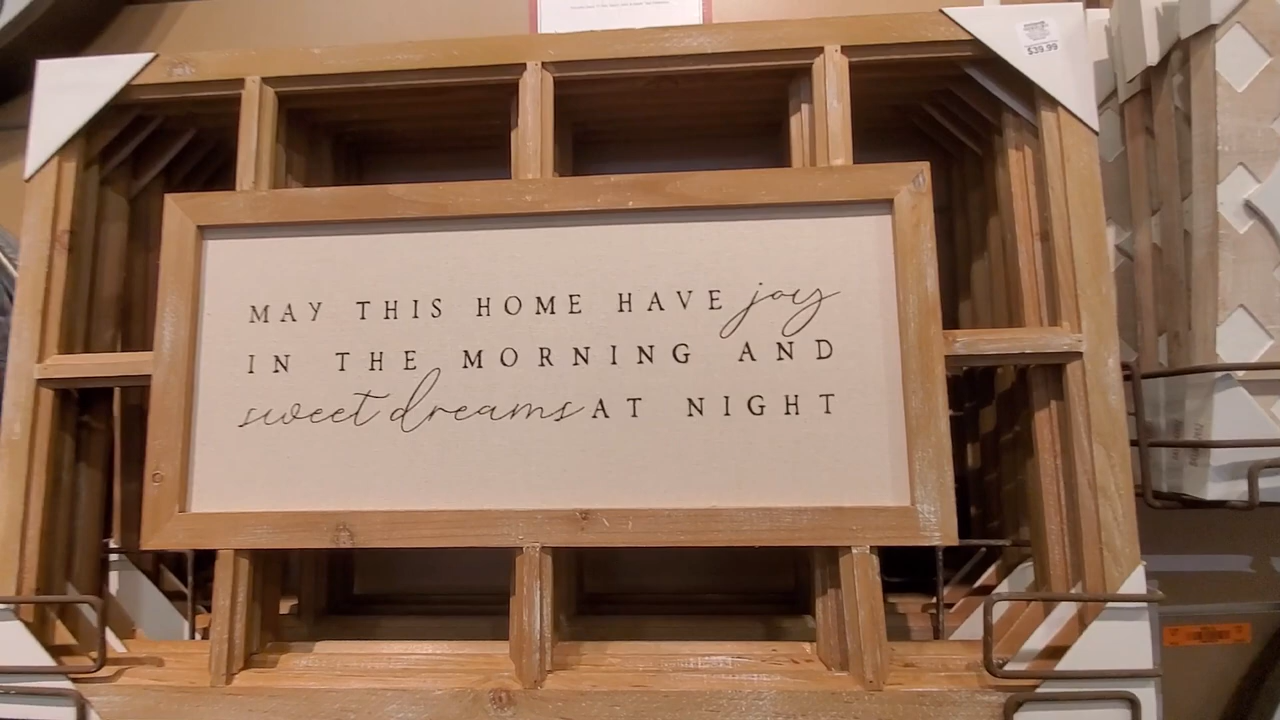 $39.99
MAY THIS HOME HAVE joy
IN THE MORNING AND
sweet dreams AT NIGHT